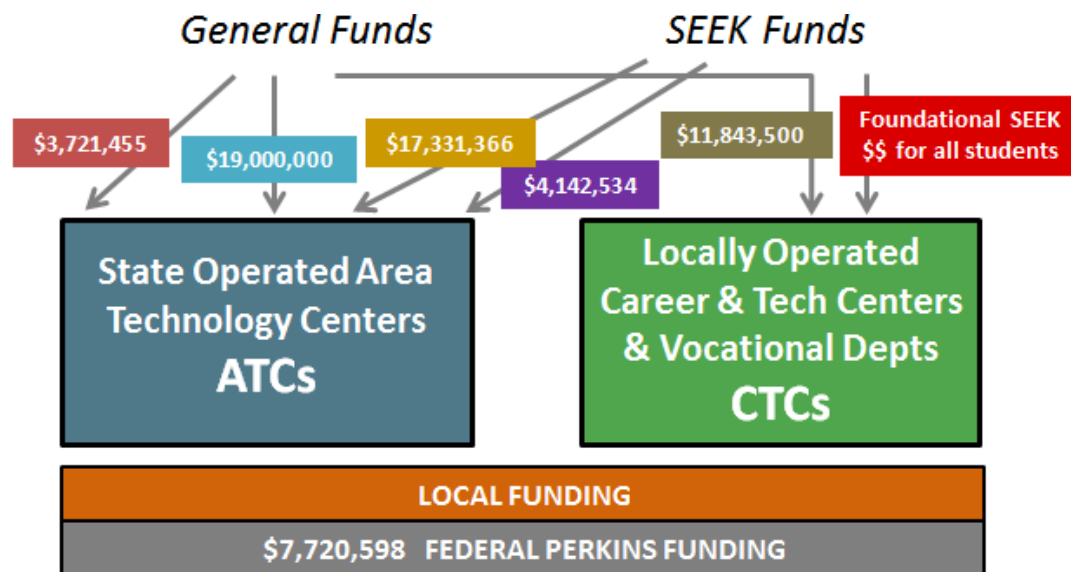 General Funds
SEEK Funds
$3,721,455
$19,000,000
$17,331,366
$4,142,534
$11,843,500
Foundational SEEK
$$ for all students
State Operated Area
Technology Centers
ATCs
Locally Operated
Career & Tech Centers
& Vocational Depts
CTCs
LOCAL FUNDING
$7,720,598 FEDERAL PERKINS FUNDING